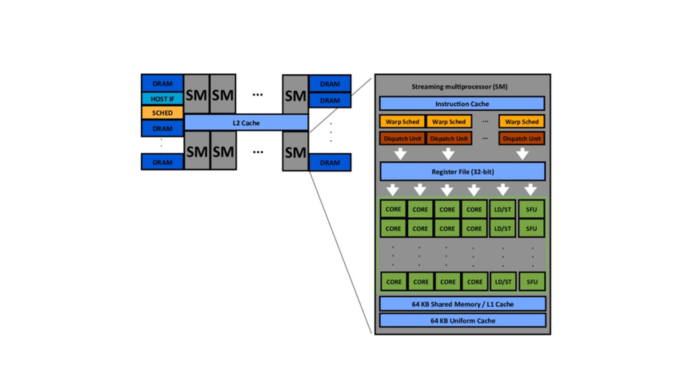 DRAM
HOST IF
SCHED
DRAM
DRAM
SM SM ... SM
L2 Cache
SM SM ... SM
DRAM
DRAM
DRAM
Streaming multiprocessor (SM)
Instruction Cache
Warp Sched Warp Sched ... Warp Sched
Dispatch Unit Dispatch Unit ... Dispatch Unit
Register File (32-bit)
CORE CORE CORE CORE LD/ST SFU
CORE CORE CORE CORE LD/ST SFU
CORE CORE CORE CORE LD/ST SFU
64 KB Shared Memory / L1 Cache
64 KB Uniform Cache